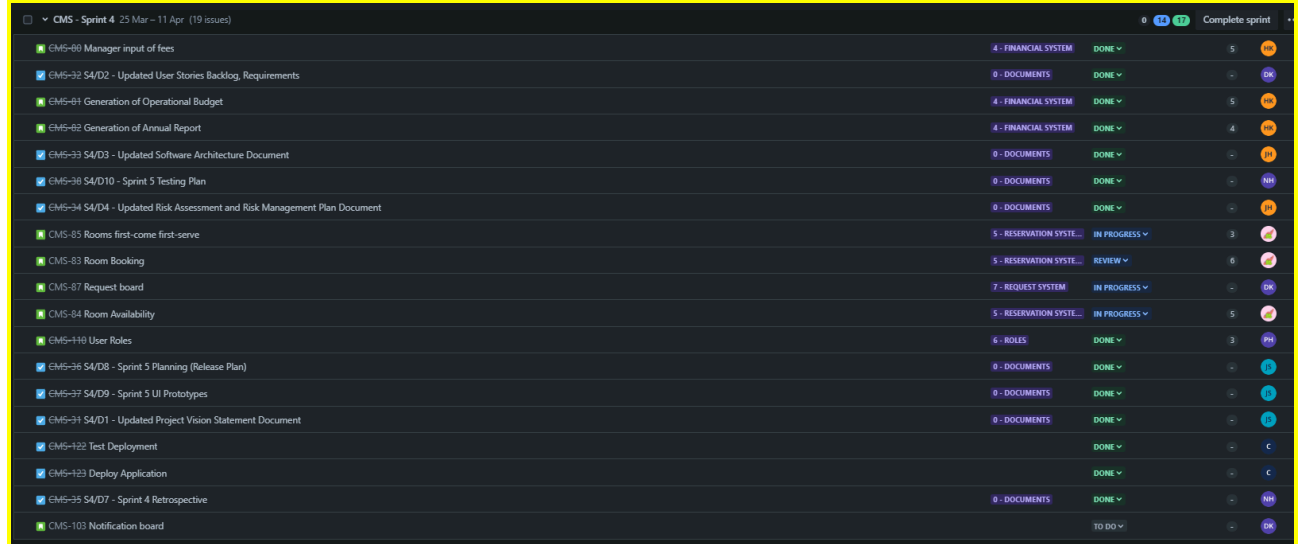 CMS - Sprint 4 25 Mar – 11 Apr (19 issues) 0 14 17 Complete sprint
CMS-80 Manager input of fees 4 - FINANCIAL SYSTEM DONE 5 HK
CMS-32 S4/D2 - Updated User Stories Backlog, Requirements 0 - DOCUMENTS DONE - DK
CMS-81 Generation of Operational Budget 4 - FINANCIAL SYSTEM DONE 5 HK
CMS-82 Generation of Annual Report 4 - FINANCIAL SYSTEM DONE 4 HK
CMS-33 S4/D3 - Updated Software Architecture Document 0 - DOCUMENTS DONE - JH
CMS-38 S4/D10 - Sprint 5 Testing Plan 0 - DOCUMENTS DONE - NH
CMS-34 S4/D4 - Updated Risk Assessment and Risk Management Plan Document 0 - DOCUMENTS DONE - JH
CMS-85 Rooms first-come first-serve 5 - RESERVATION SYSTE... IN PROGRESS 3
CMS-83 Room Booking 5 - RESERVATION SYSTE... REVIEW 6
CMS-87 Request board 7 - REQUEST SYSTEM IN PROGRESS - DK
CMS-84 Room Availability 5 - RESERVATION SYSTE... IN PROGRESS 5
CMS-110 User Roles 6 - ROLES DONE 3 PH
CMS-36 S4/D8 - Sprint 5 Planning (Release Plan) 0 - DOCUMENTS DONE - JS
CMS-37 S4/D9 - Sprint 5 UI Prototypes 0 - DOCUMENTS DONE - JS
CMS-31 S4/D1 - Updated Project Vision Statement Document 0 - DOCUMENTS DONE - JS
CMS-122 Test Deployment DONE - C
CMS-123 Deploy Application DONE - C
CMS-35 S4/D7 - Sprint 4 Retrospective 0 - DOCUMENTS DONE - NH
CMS-103 Notification board TO DO - DK